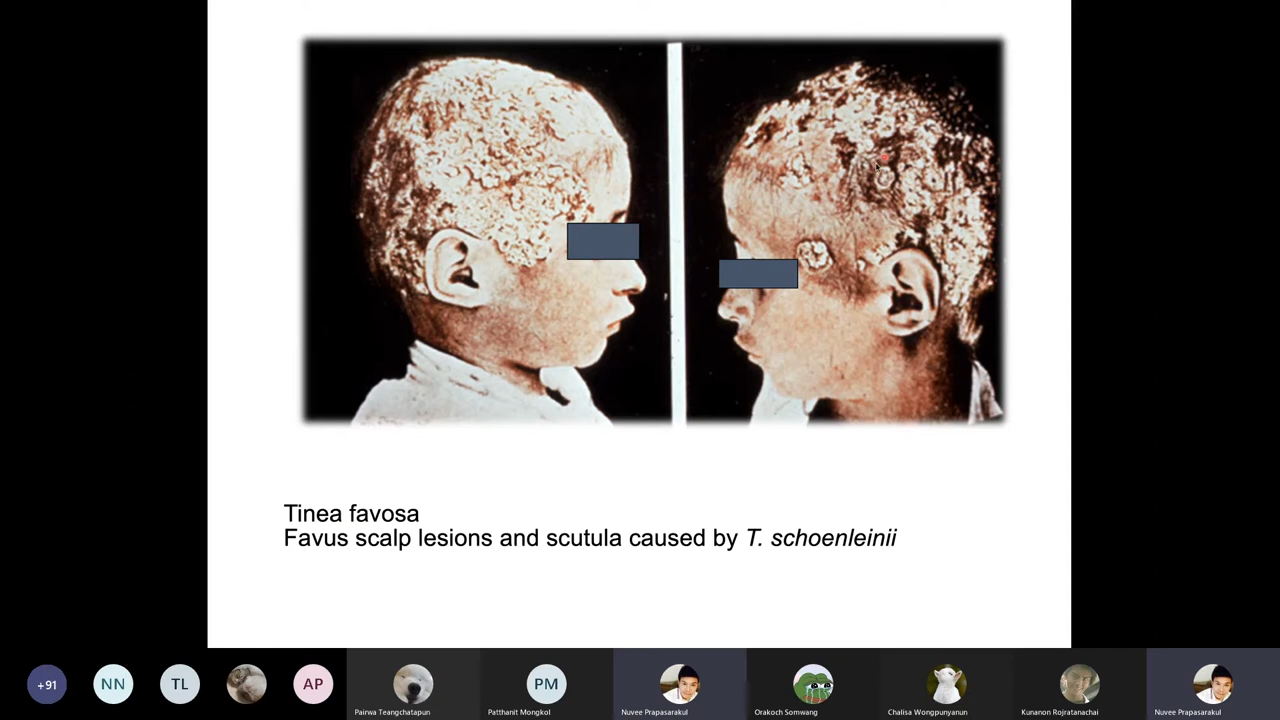 Tinea favosa
Favus scalp lesions and scutula caused by T. schoenleinii
+91
NN
TL
AP
Pairwa Teangchatapun
PM
Patthanit Mongkol
Nuvee Prapasarakul
Orakoch Somwang
Chalisa Wongpunyanun
Kunanon Rojratanachai
Nuvee Prapasarakul